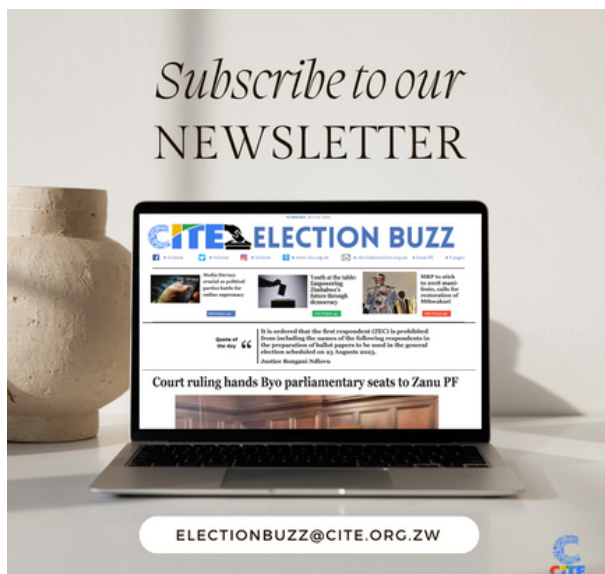 Subscribe to our
NEWSLETTER
CITE ELECTION BUZZ
Media literacy
crucial as political
parties battle for
online supremacy
Youth at the table:
Empowering
Zimbabwe's
future through
democracy
MRP to stick
to 2018 mani-
festo, calls for
restoration of
Mthwakazi
Quote of
the day
It is ordered that the first respondent (ZEC) is prohibited
from including the names of the following respondents in
the preparation of ballot papers to be used in the general
election scheduled on 23 Augusts 2023.
Justice Bongani Ndlovu
Court ruling hands Byo parliamentary seats to Zanu PF
ELECTIONBUZZ@CITE.ORG.ZW
CITE